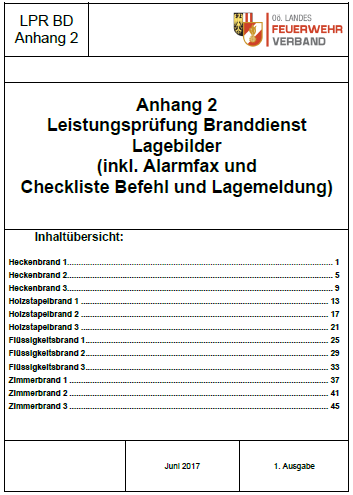 LPR BD
Anhang 2
Oö. LANDES
FEUERWEHR
VERBAND
Anhang 2
Leistungsprüfung Branddienst
Lagebilder
(inkl. Alarmfax und
Checkliste Befehl und Lagemeldung)
Inhaltübersicht:
Heckenbrand 1 1
Heckenbrand 2 5
Heckenbrand 3 9
Holzstapelbrand 1 13
Holzstapelbrand 2 17
Holzstapelbrand 3 21
Flüssigkeitsbrand 1 25
Flüssigkeitsbrand 2 29
Flüssigkeitsbrand 3 33
Zimmerbrand 1 37
Zimmerbrand 2 41
Zimmerbrand 3 45
Juni 2017
1. Ausgabe